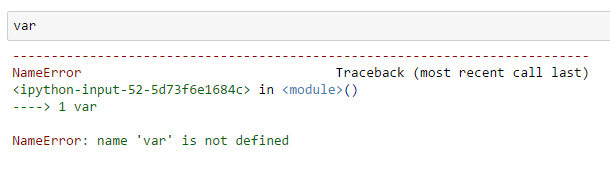 var
---------------------------------------------------------------------------
NameError                                 Traceback (most recent call last)
<ipython-input-52-5d73f6e1684c> in <module>()
----> 1 var

NameError: name 'var' is not defined